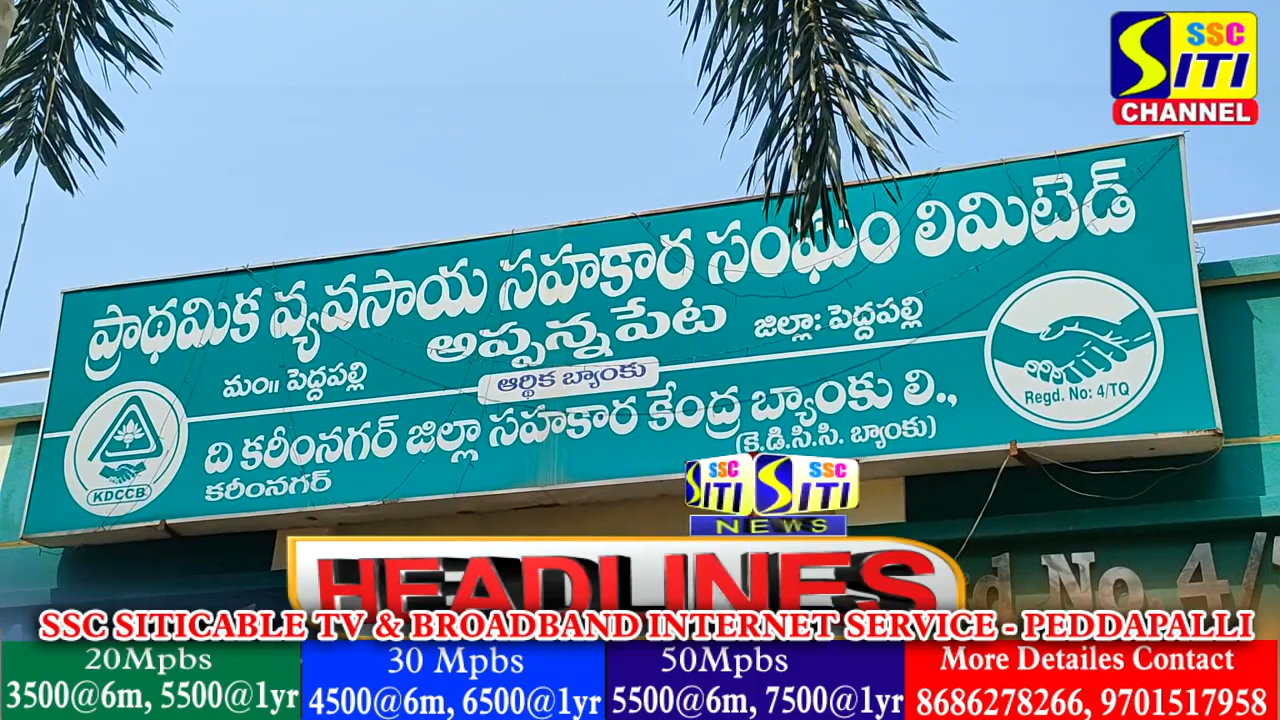 SSC
SITI
CHANNEL
ప్రాథమిక వ్యవసాయ సహకార సంఘం లిమిటెడ్
అప్పన్నపేట
మం॥ పెద్దపల్లి
జిల్లా: పెద్దపల్లి
ఆర్థిక బ్యాంకు
ది కరీంనగర్ జిల్లా సహకార కేంద్ర బ్యాంకు లి.,
(కె.డి.సి.సి. బ్యాంకు)
కరీంనగర్
KDCCB
Regd. No: 4/TQ
SSC SSC
SITI SITI
NEWS
HEADLINES
d No 4/
SSC SITICABLE TV & BROADBAND INTERNET SERVICE - PEDDAPALLI
20Mpbs 30 Mpbs 50Mpbs More Detailes Contact
3500@6m, 5500@1yr 4500@6m, 6500@1yr 5500@6m, 7500@1yr 8686278266, 9701517958